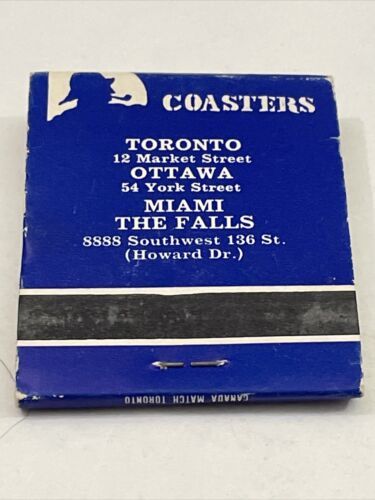 COASTERS
TORONTO
12 Market Street
OTTAWA
54 York Street
MIAMI
THE FALLS
8888 Southwest 136 St.
(Howard Dr.)
CANADA MATCH TORONTO